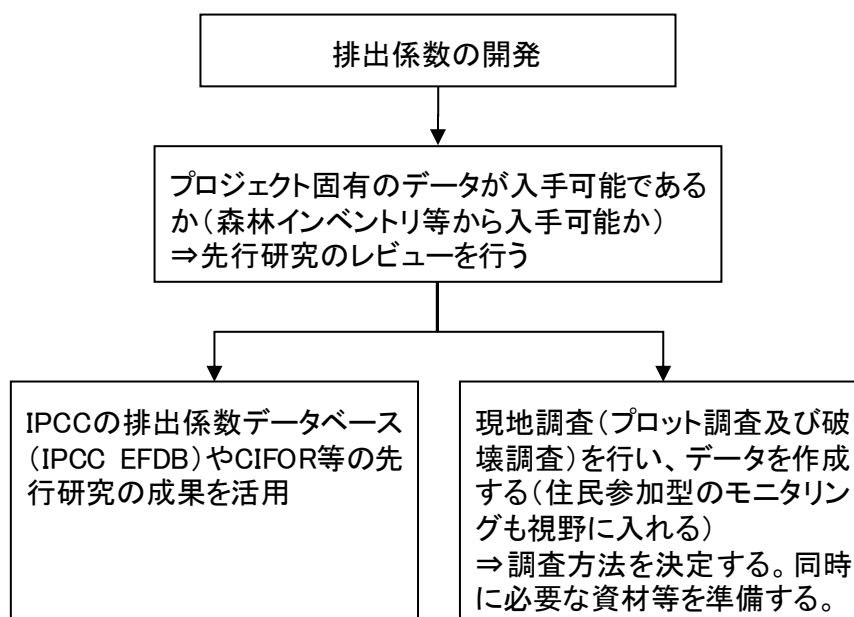 排出係数の開発
プロジェクト固有のデータが入手可能である
か（森林インベントリ等から入手可能か）
⇒先行研究のレビューを行う
IPCCの排出係数データベース
（IPCC EFDB）やCIFOR等の先
行研究の成果を活用
現地調査（プロット調査及び破
壊調査）を行い、データを作成
する（住民参加型のモニタリン
グも視野に入れる）
⇒調査方法を決定する。同時
に必要な資材等を準備する。